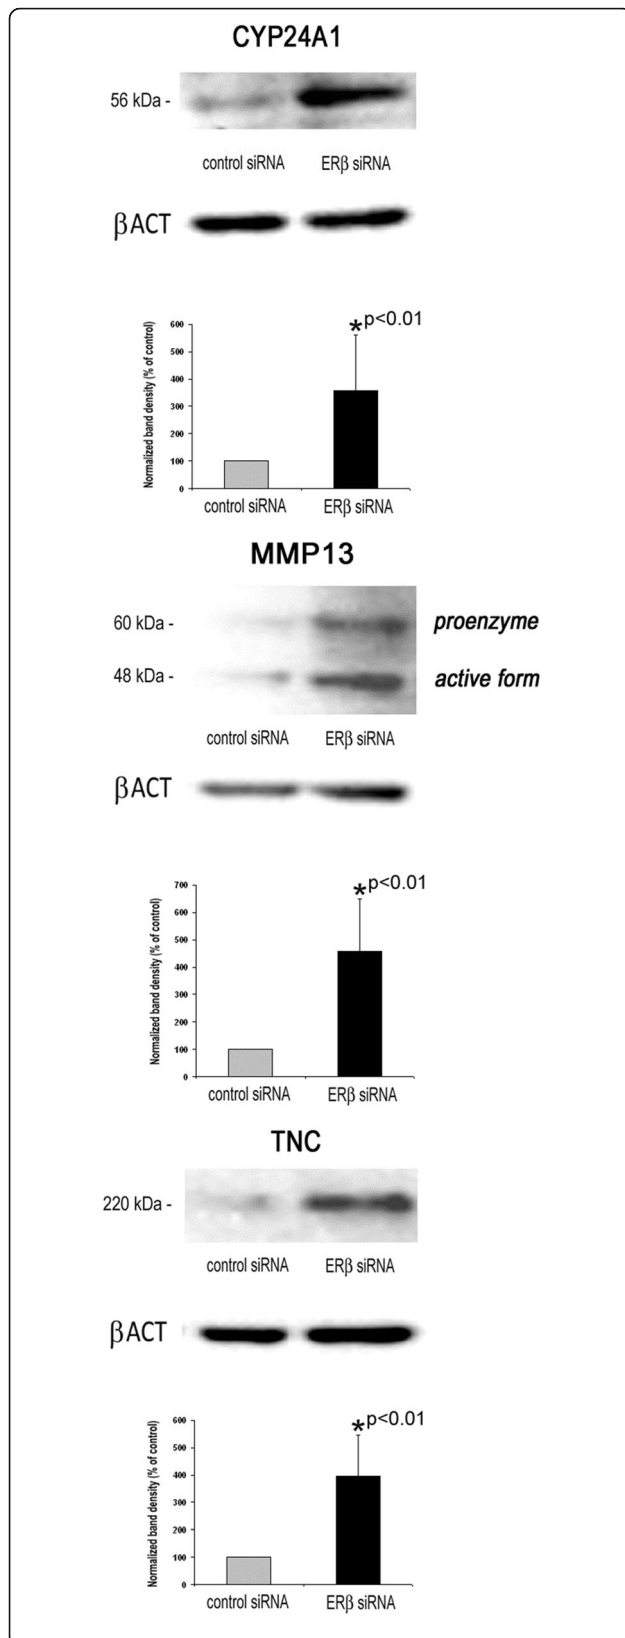 CYP24A1
56 kDa -
control siRNA ERβ siRNA
βACT
Normalized band density (% of control)
600
500
400
300
200
100
0
*p<0.01
control siRNA ERβ siRNA
MMP13
60 kDa - proenzyme
48 kDa - active form
control siRNA ERβ siRNA
βACT
Normalized band density (% of control)
700
600
500
400
300
200
100
0
*p<0.01
control siRNA ERβ siRNA
TNC
220 kDa -
control siRNA ERβ siRNA
βACT
Normalized band density (% of control)
600
500
400
300
200
100
0
*p<0.01
control siRNA ERβ siRNA